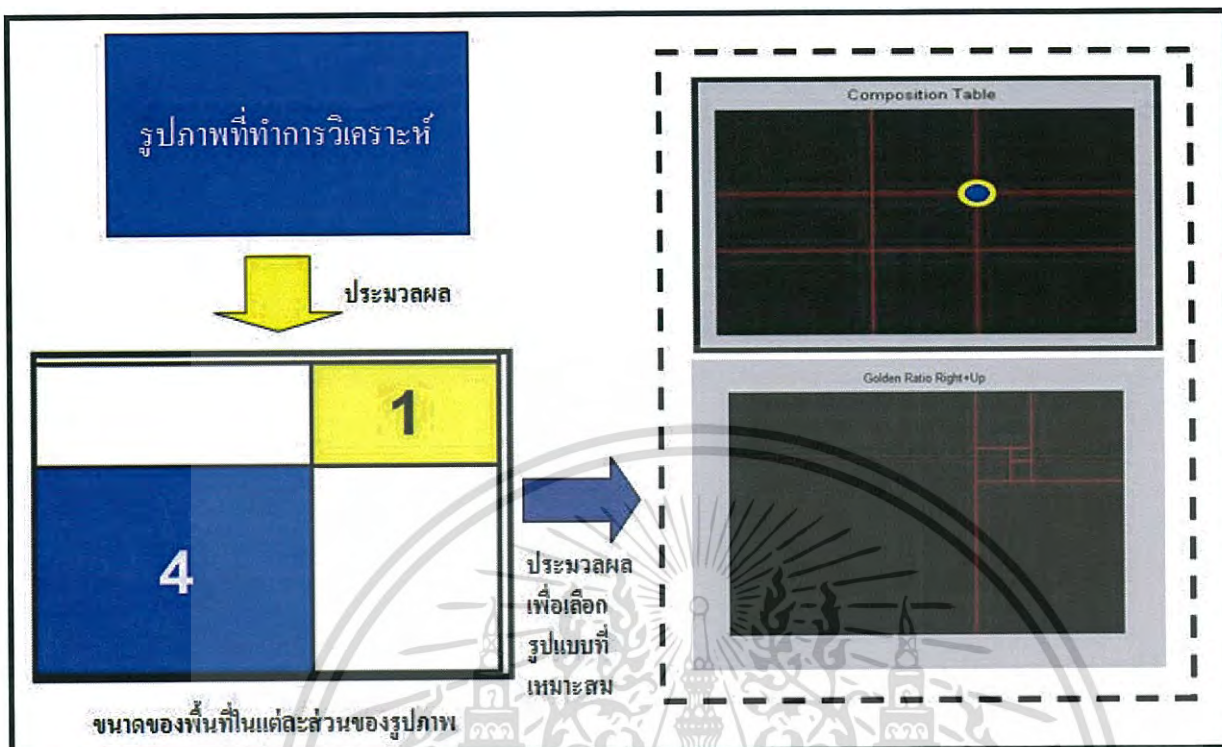 รูปภาพที่ทำการวิเคราะห์
ประมวลผล
1
4
ขนาดของพื้นที่ในแต่ละส่วนของรูปภาพ
ประมวลผล
เพื่อเลือก
รูปแบบที่
เหมาะสม
Composition Table
Golden Ratio Right+Up